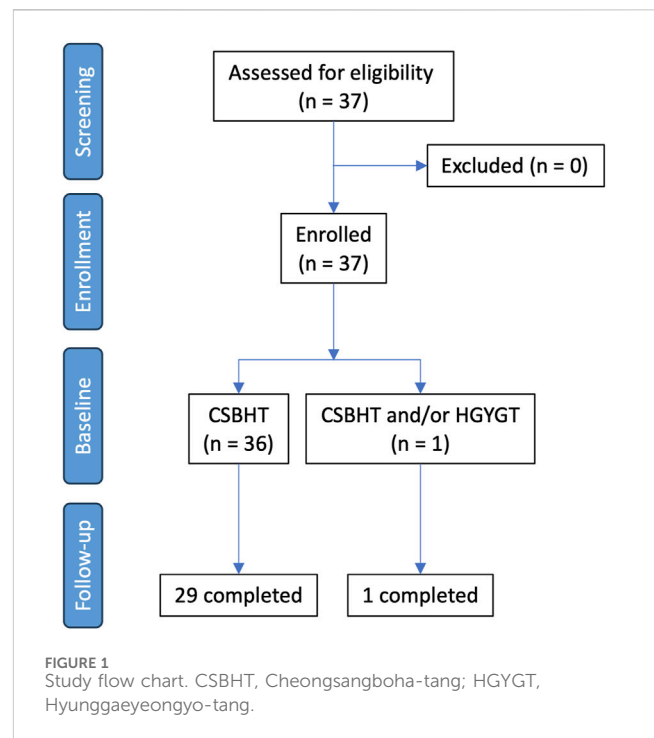 Screening
Assessed for eligibility
(n = 37)
Excluded (n = 0)
Enrollment
Enrolled
(n = 37)
Baseline
CSBHT
(n = 36)
CSBHT and/or HGYGT
(n = 1)
Follow-up
29 completed
1 completed
FIGURE 1
Study flow chart. CSBHT, Cheongsangboha-tang; HGYGT,
Hyunggaeyeongyo-tang.